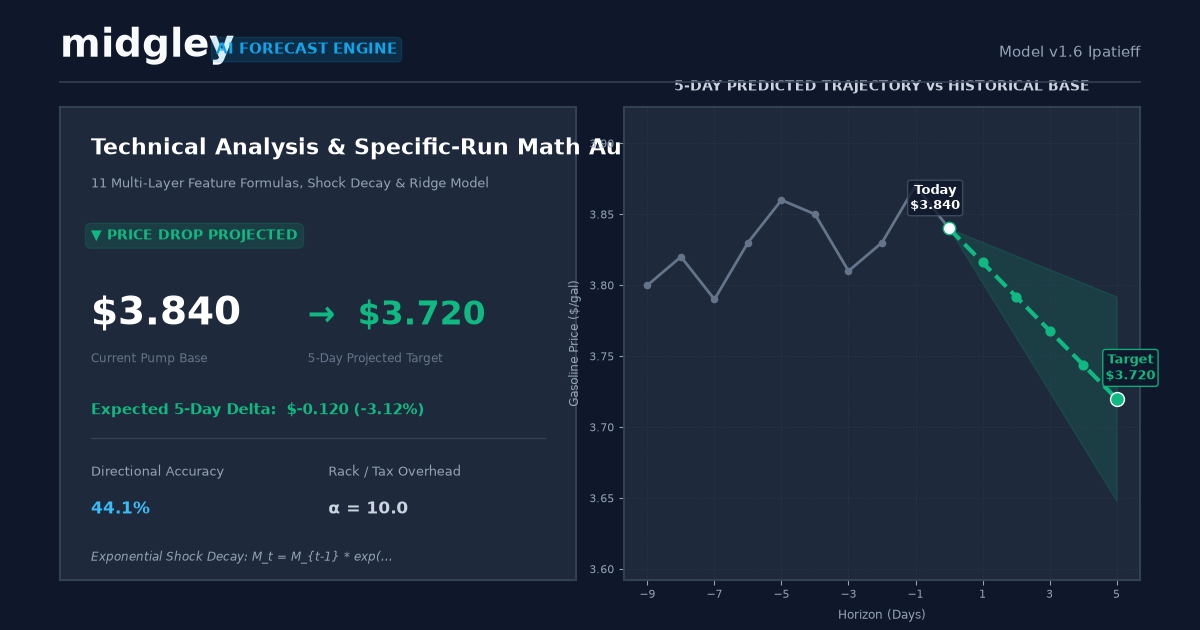 midgley
AI FORECAST ENGINE
Model v1.6 Ipatieff
Technical Analysis & Specific-Run Math Au
11 Multi-Layer Feature Formulas, Shock Decay & Ridge Model
▼ PRICE DROP PROJECTED
$3.840
→ $3.720
Current Pump Base
5-Day Projected Target
Expected 5-Day Delta: $-0.120 (-3.12%)
Directional Accuracy
Rack / Tax Overhead
44.1%
α = 10.0
Exponential Shock Decay: M_t = M_{t-1} * exp(...
5-DAY PREDICTED TRAJECTORY vs HISTORICAL BASE
Gasoline Price ($/gal)
3.90
3.85
3.80
3.75
3.70
3.65
3.60
Today
$3.840
Target
$3.720
−9
−7
−5
−3
−1
1
3
5
Horizon (Days)